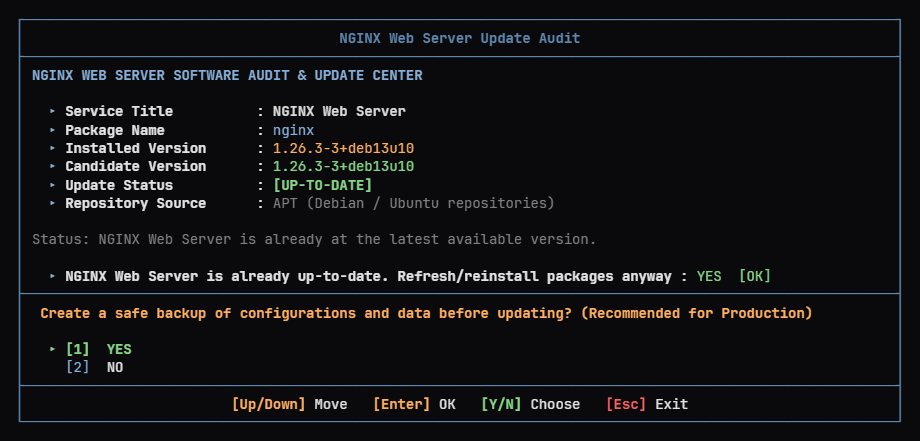 NGINX Web Server Update Audit
NGINX WEB SERVER SOFTWARE AUDIT & UPDATE CENTER
‣ Service Title : NGINX Web Server
‣ Package Name : nginx
‣ Installed Version : 1.26.3-3+deb13u10
‣ Candidate Version : 1.26.3-3+deb13u10
‣ Update Status : [UP-TO-DATE]
‣ Repository Source : APT (Debian / Ubuntu repositories)
Status: NGINX Web Server is already at the latest available version.
‣ NGINX Web Server is already up-to-date. Refresh/reinstall packages anyway : YES [OK]
Create a safe backup of configurations and data before updating? (Recommended for Production)
‣ [1] YES
[2] NO
[Up/Down] Move [Enter] OK [Y/N] Choose [Esc] Exit